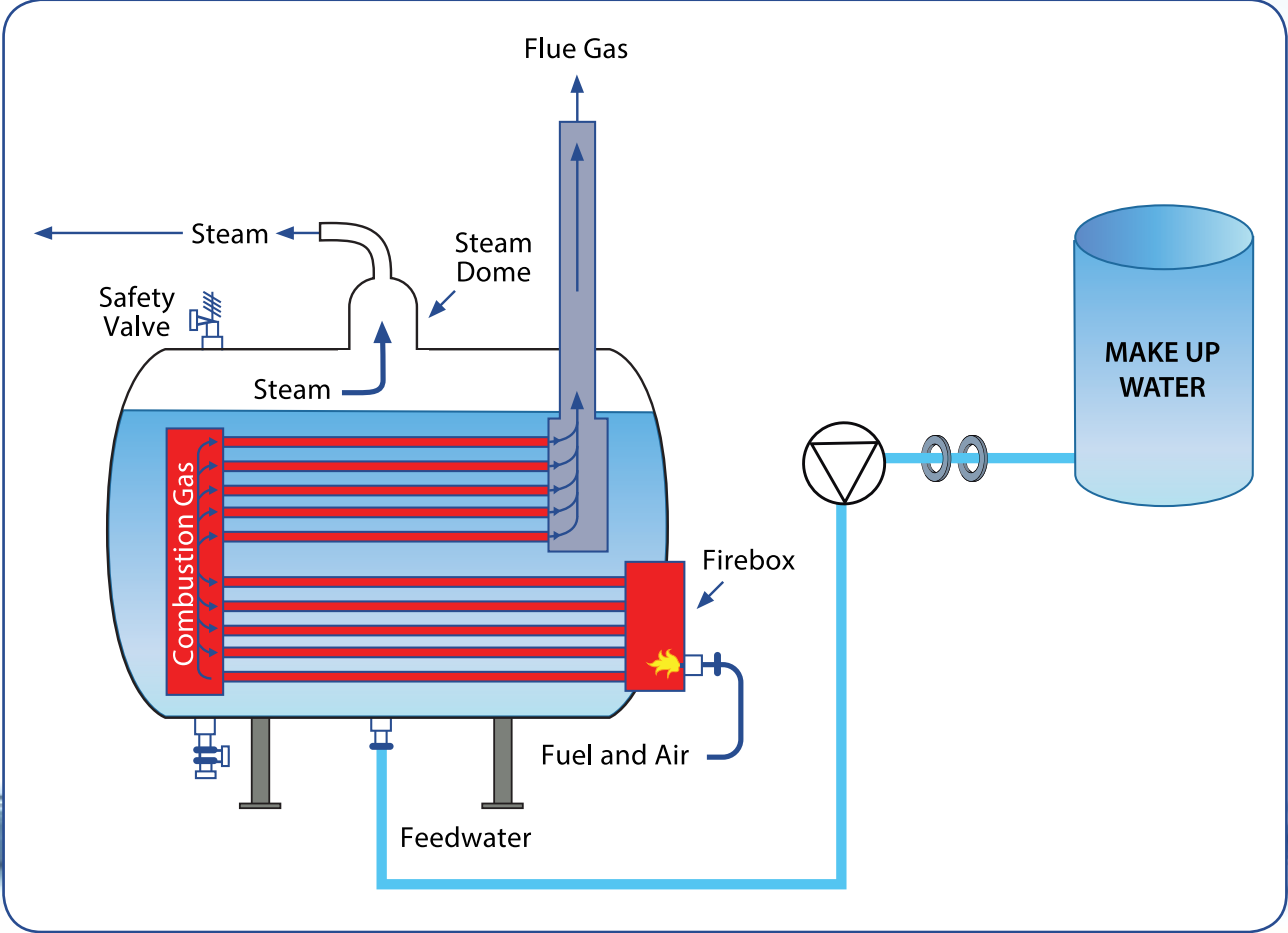 Flue Gas
Steam
Steam
Dome
Safety
Valve
MAKE UP
WATER
Steam
Combustion Gas
Firebox
Fuel and Air
Feedwater